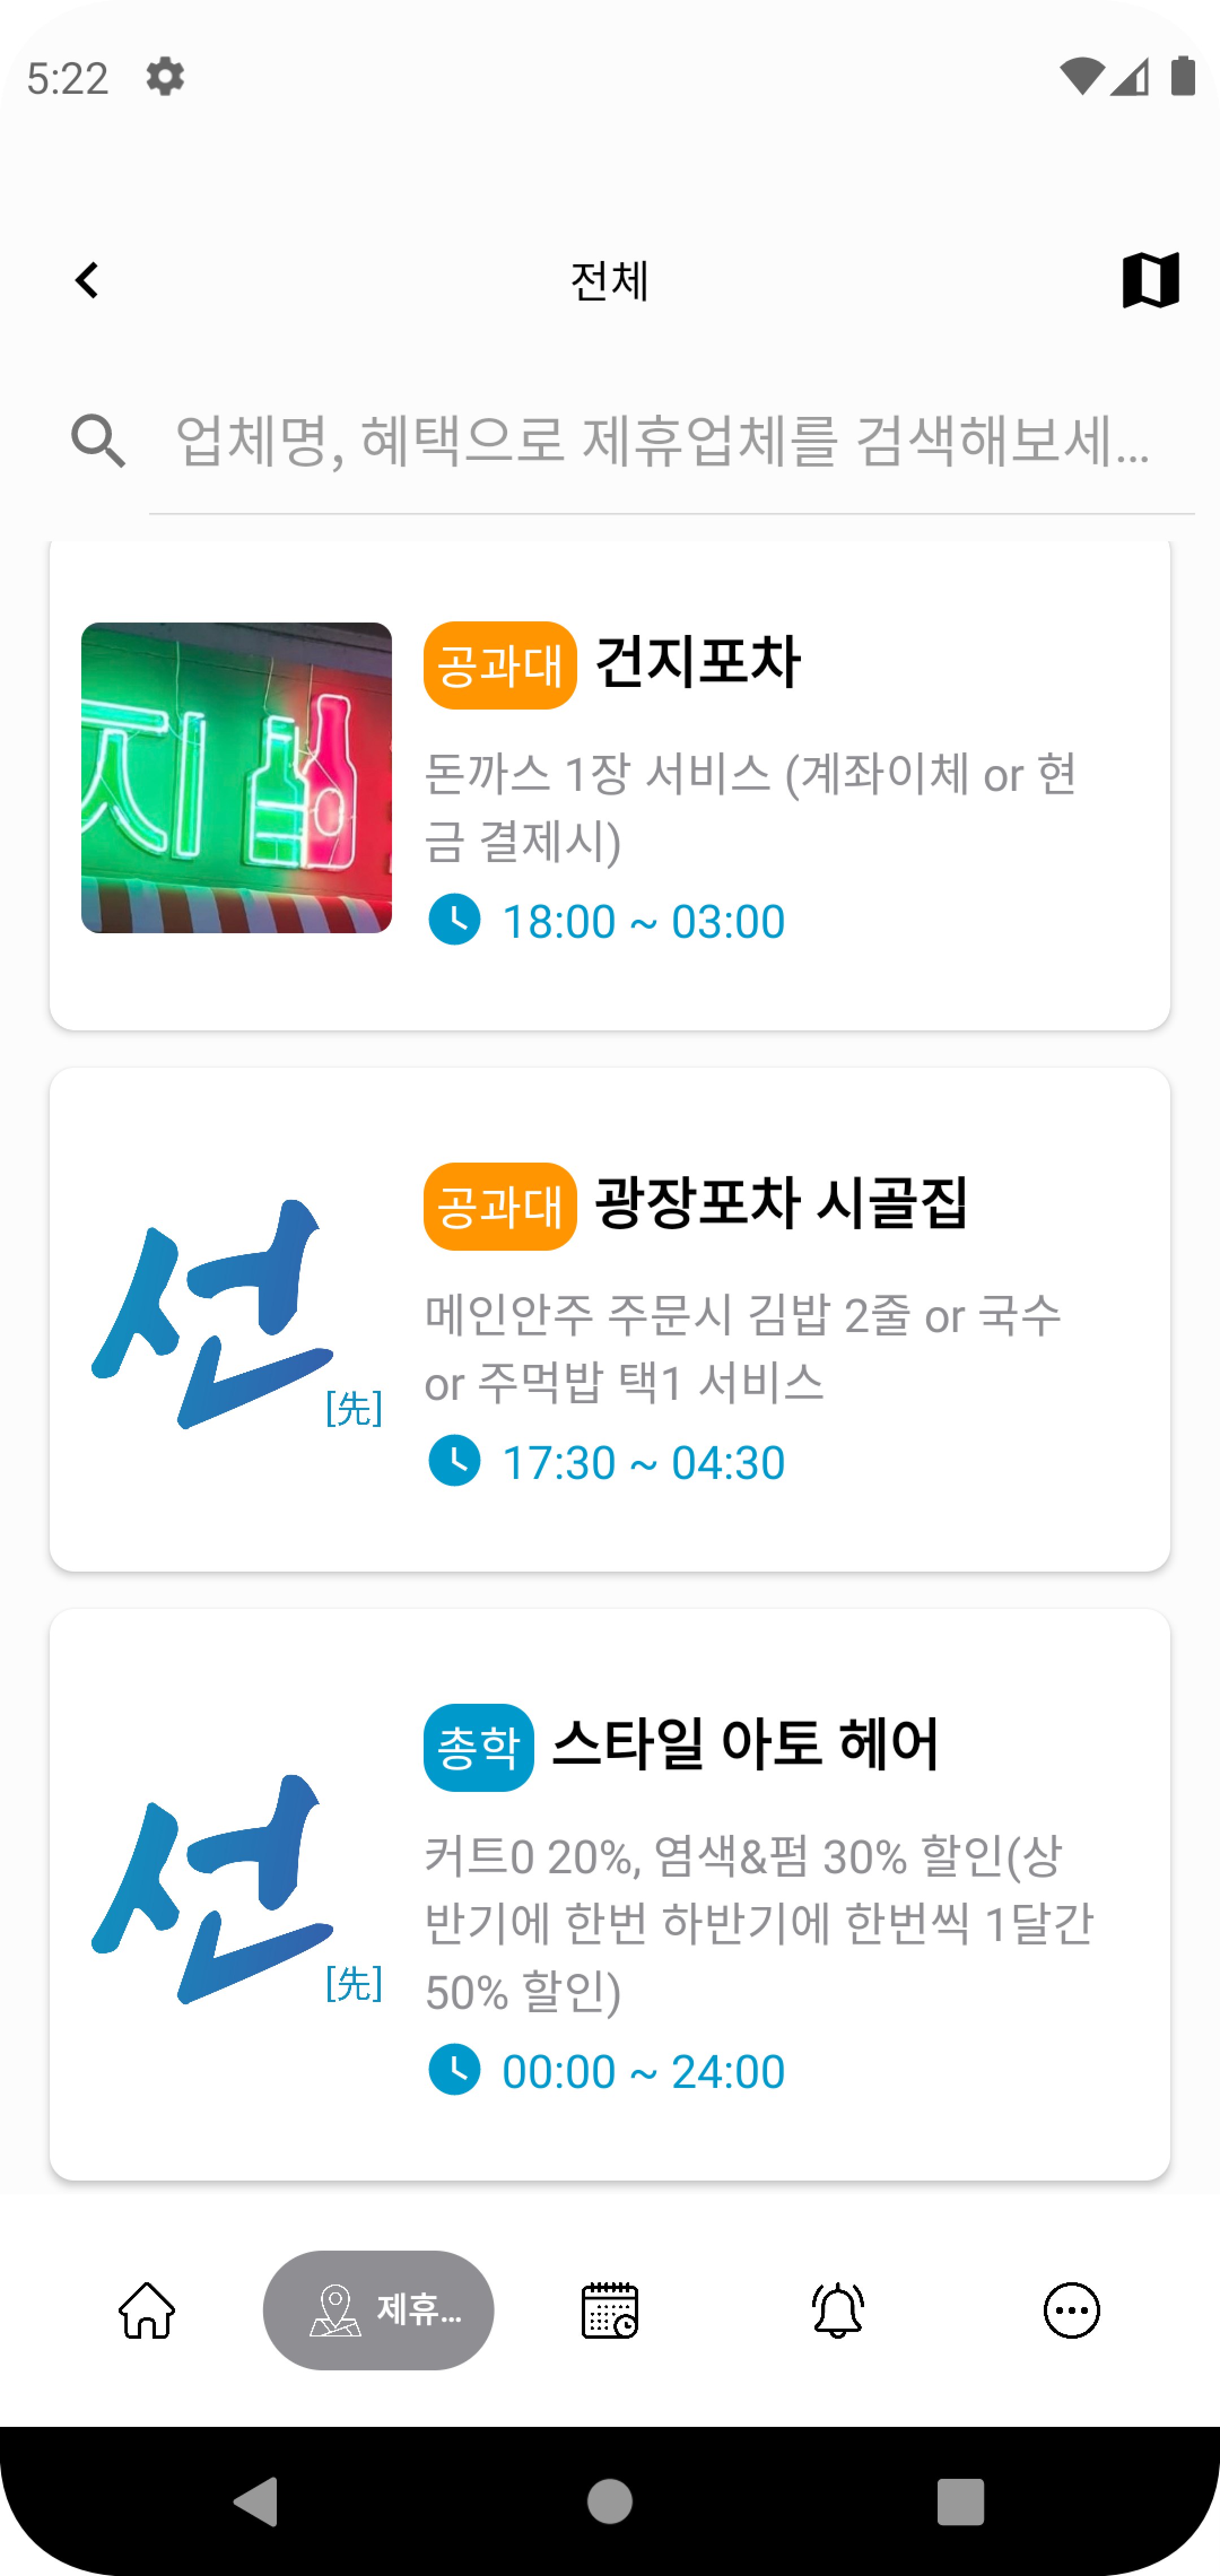 5:22
전체
업체명, 혜택으로 제휴업체를 검색해보세...
지
공과대 건지포차
돈까스 1장 서비스 (계좌이체 or 현
금 결제시)
18:00 ~ 03:00
공과대 광장포차 시골집
메인안주 주문시 김밥 2줄 or 국수
or 주먹밥 택1 서비스
선
[先]
17:30 ~ 04:30
총학 스타일 아토 헤어
커트0 20%, 염색&펌 30% 할인(상
반기에 한번 하반기에 한번씩 1달간
50% 할인)
선
[先]
00:00 ~ 24:00
제휴...